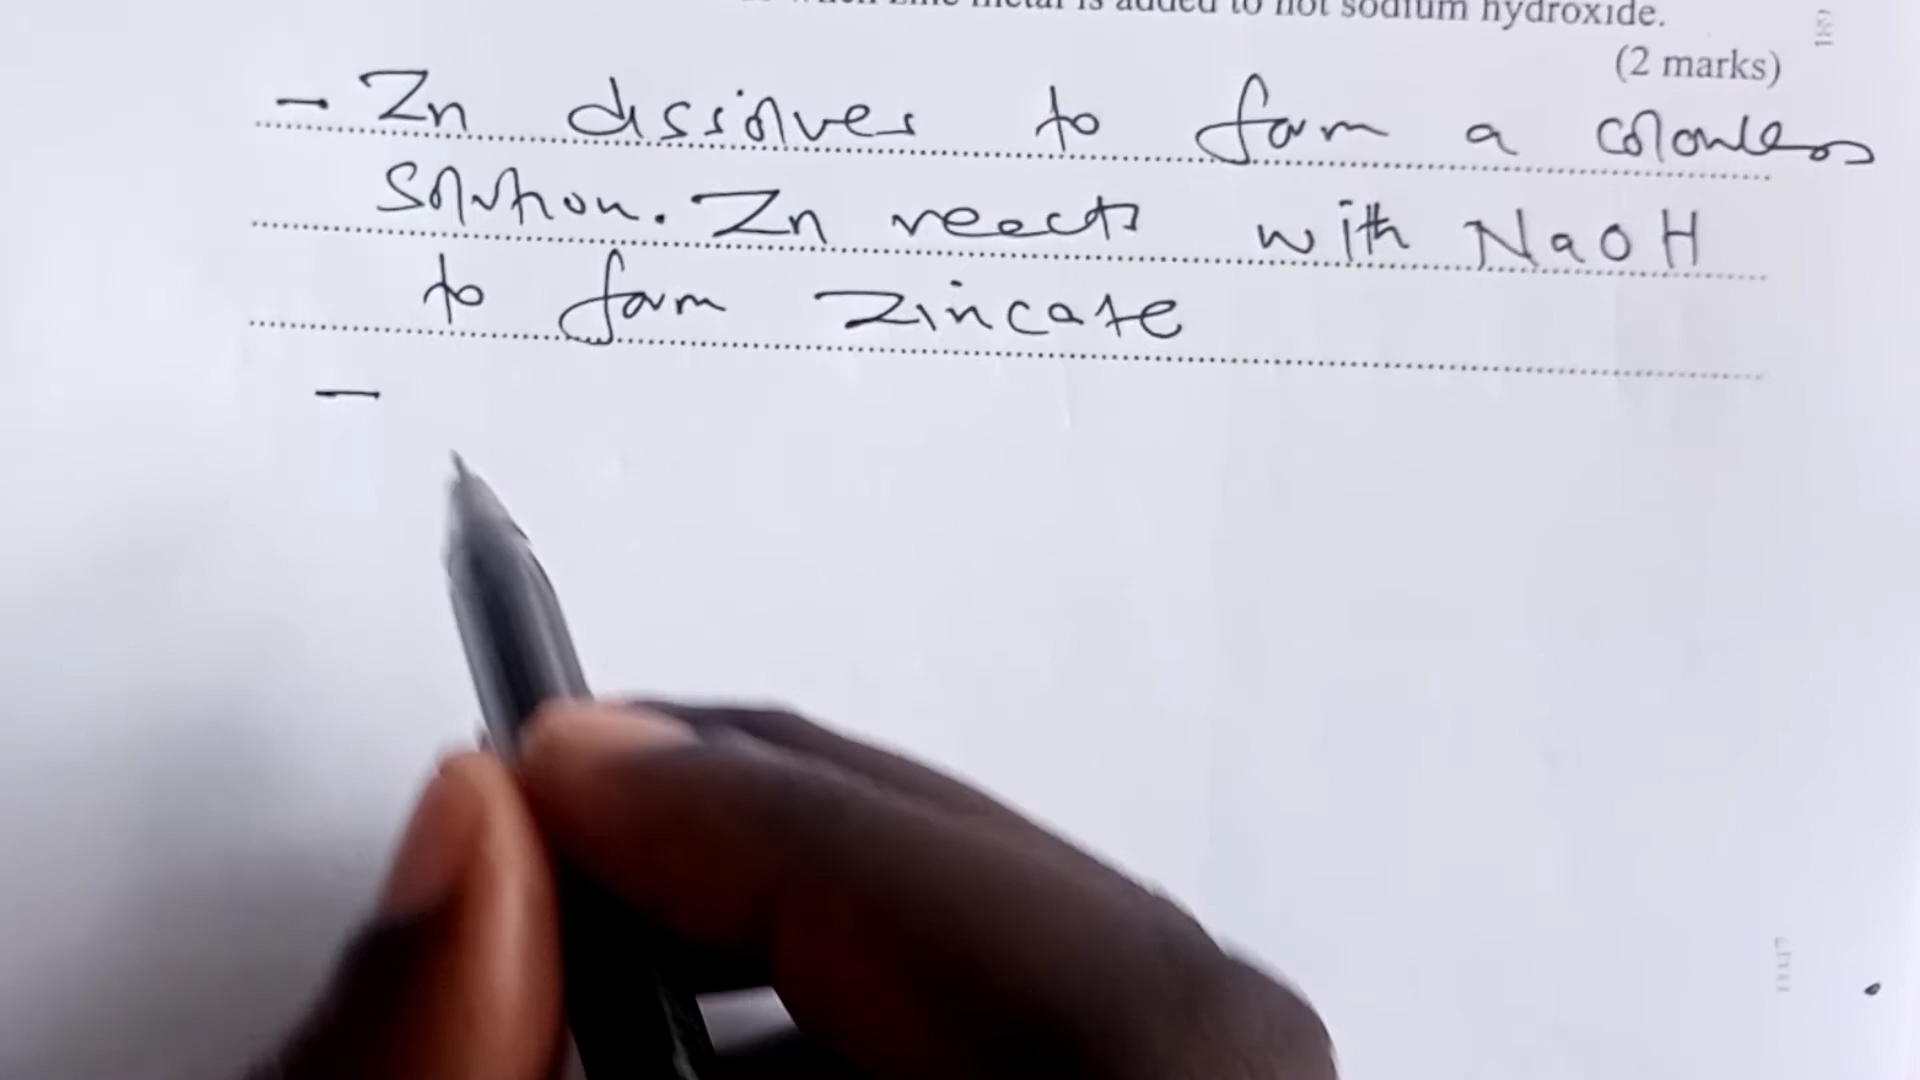 when zinc metal is added to hot sodium hydroxide.
(2 marks)
- Zn dissolves to form a colourless
solution. Zn reacts with NaOH
to form zincate
-